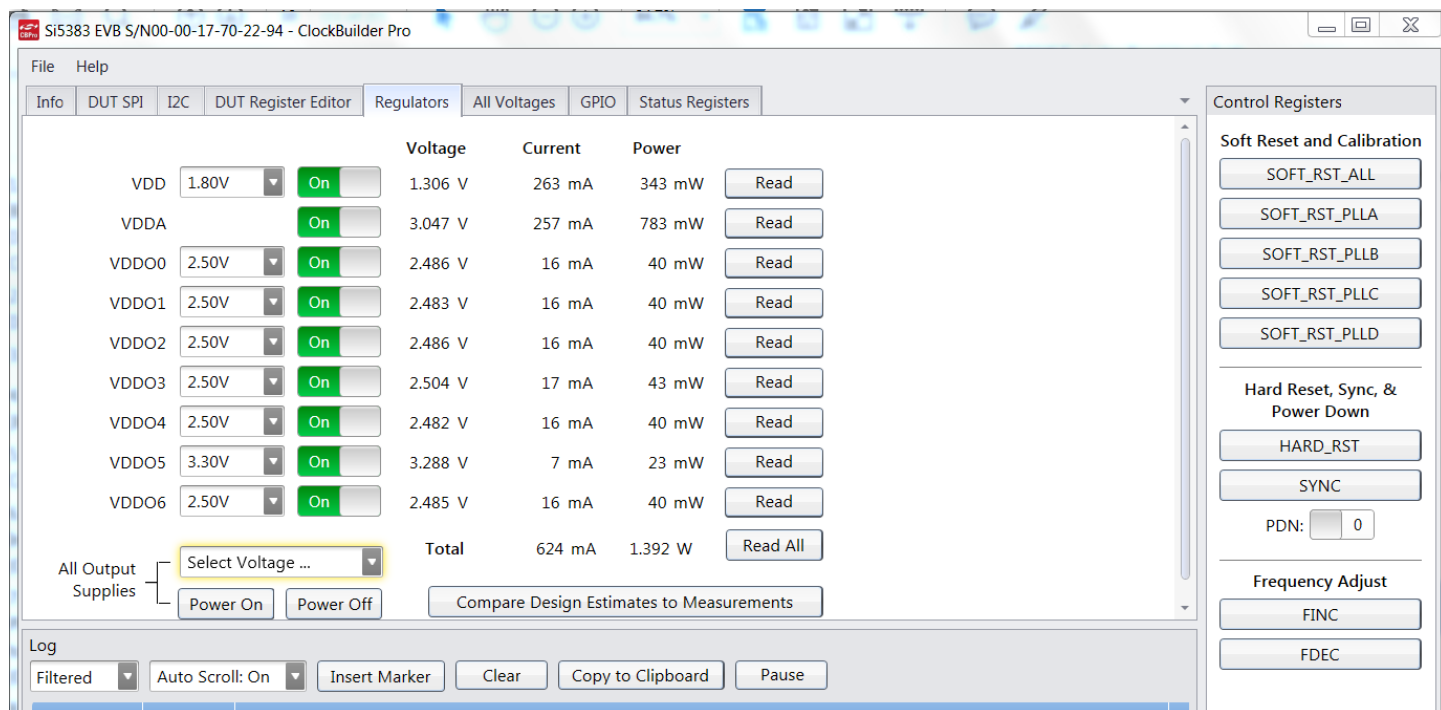 Si5383 EVB S/N00-00-17-70-22-94 - ClockBuilder Pro
File Help
Info DUT SPI I2C DUT Register Editor Regulators All Voltages GPIO Status Registers
Voltage Current Power
VDD 1.80V On 1.306 V 263 mA 343 mW Read
VDDA On 3.047 V 257 mA 783 mW Read
VDDO0 2.50V On 2.486 V 16 mA 40 mW Read
VDDO1 2.50V On 2.483 V 16 mA 40 mW Read
VDDO2 2.50V On 2.486 V 16 mA 40 mW Read
VDDO3 2.50V On 2.504 V 17 mA 43 mW Read
VDDO4 2.50V On 2.482 V 16 mA 40 mW Read
VDDO5 3.30V On 3.288 V 7 mA 23 mW Read
VDDO6 2.50V On 2.485 V 16 mA 40 mW Read
Total 624 mA 1.392 W Read All
All Output
Supplies
Select Voltage ...
Power On Power Off Compare Design Estimates to Measurements
Log
Filtered Auto Scroll: On Insert Marker Clear Copy to Clipboard Pause
Control Registers
Soft Reset and Calibration
SOFT_RST_ALL
SOFT_RST_PLLA
SOFT_RST_PLLB
SOFT_RST_PLLC
SOFT_RST_PLLD
Hard Reset, Sync, &
Power Down
HARD_RST
SYNC
PDN: 0
Frequency Adjust
FINC
FDEC